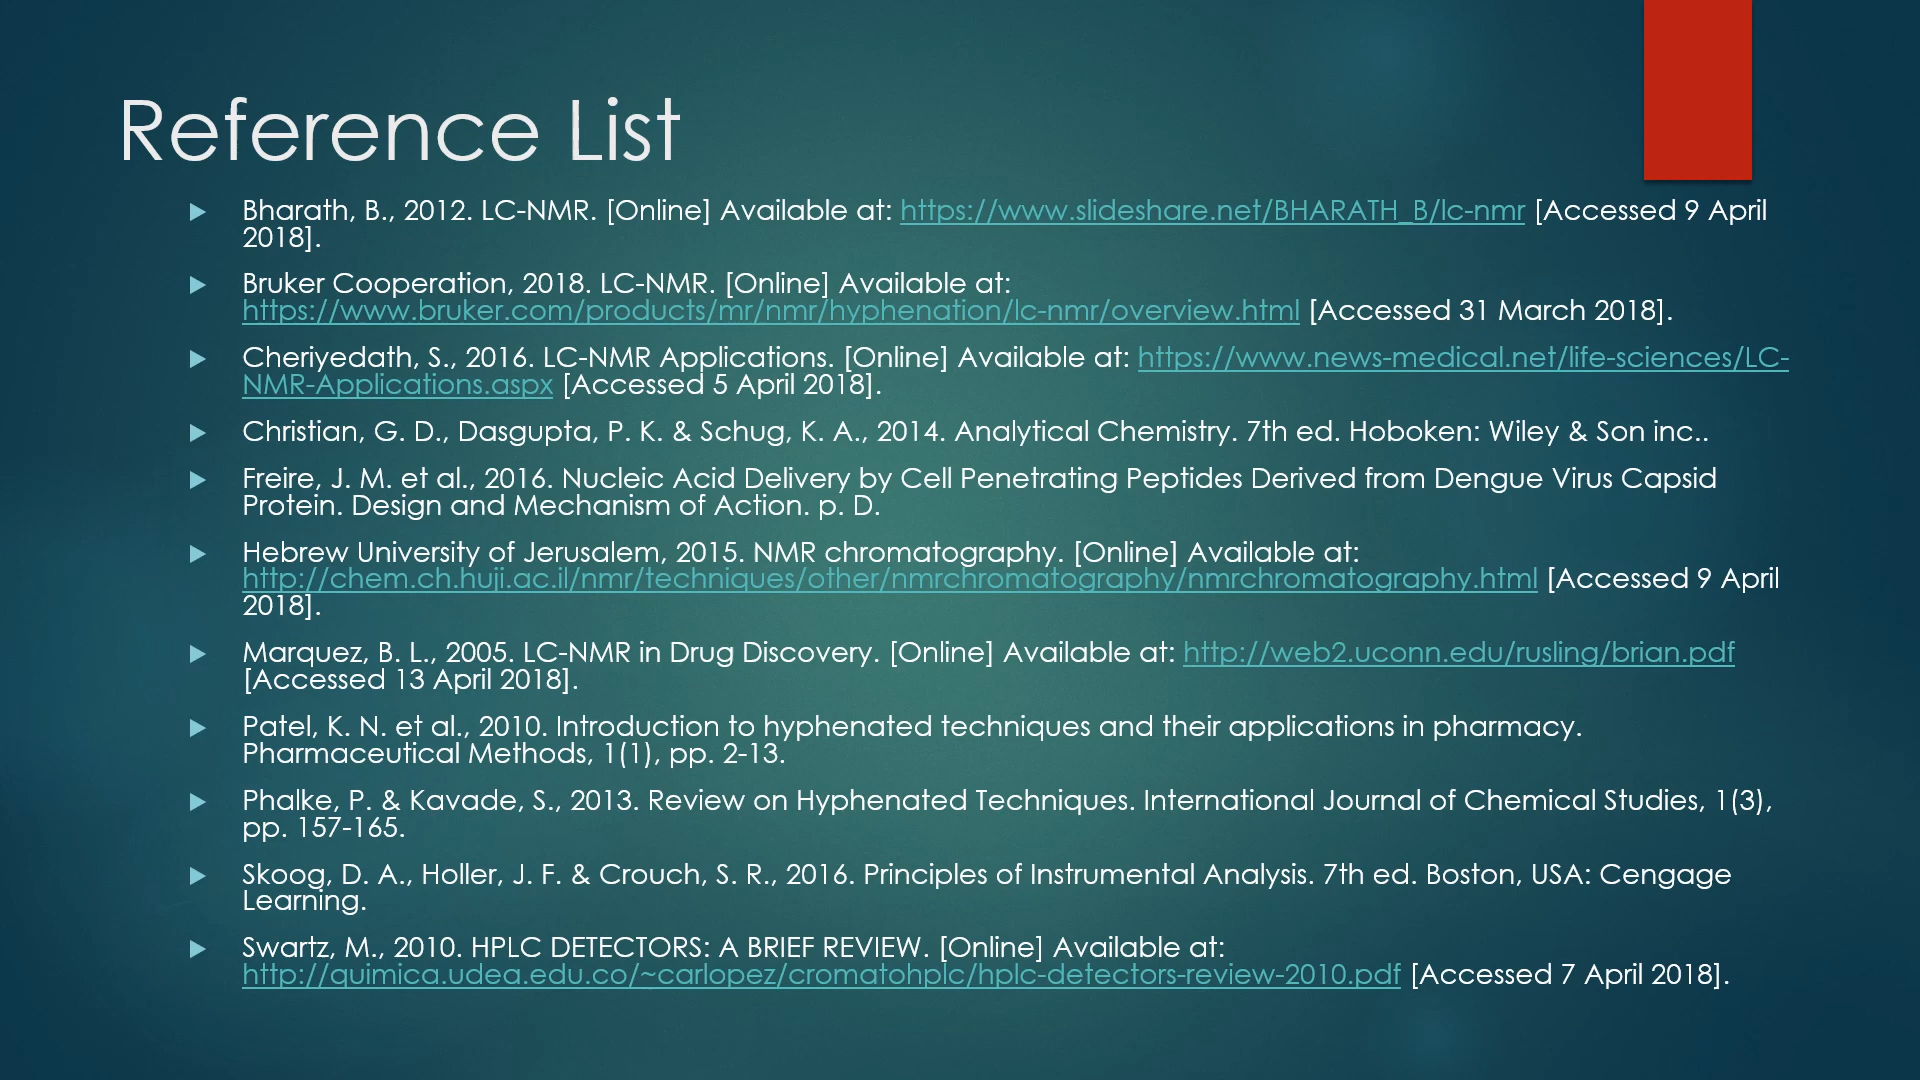 Reference List
Bharath, B., 2012. LC-NMR. [Online] Available at: https://www.slideshare.net/BHARATH_B/lc-nmr [Accessed 9 April
2018].
Bruker Cooperation, 2018. LC-NMR. [Online] Available at:
https://www.bruker.com/products/mr/nmr/hyphenation/lc-nmr/overview.html [Accessed 31 March 2018].
Cheriyedath, S., 2016. LC-NMR Applications. [Online] Available at: https://www.news-medical.net/life-sciences/LC-
NMR-Applications.aspx [Accessed 5 April 2018].
Christian, G. D., Dasgupta, P. K. & Schug, K. A., 2014. Analytical Chemistry. 7th ed. Hoboken: Wiley & Son inc..
Freire, J. M. et al., 2016. Nucleic Acid Delivery by Cell Penetrating Peptides Derived from Dengue Virus Capsid
Protein. Design and Mechanism of Action. p. D.
Hebrew University of Jerusalem, 2015. NMR chromatography. [Online] Available at:
http://chem.ch.huji.ac.il/nmr/techniques/other/nmrchromatography/nmrchromatography.html [Accessed 9 April
2018].
Marquez, B. L., 2005. LC-NMR in Drug Discovery. [Online] Available at: http://web2.uconn.edu/rusling/brian.pdf
[Accessed 13 April 2018].
Patel, K. N. et al., 2010. Introduction to hyphenated techniques and their applications in pharmacy.
Pharmaceutical Methods, 1(1), pp. 2-13.
Phalke, P. & Kavade, S., 2013. Review on Hyphenated Techniques. International Journal of Chemical Studies, 1(3),
pp. 157-165.
Skoog, D. A., Holler, J. F. & Crouch, S. R., 2016. Principles of Instrumental Analysis. 7th ed. Boston, USA: Cengage
Learning.
Swartz, M., 2010. HPLC DETECTORS: A BRIEF REVIEW. [Online] Available at:
http://quimica.udea.edu.co/~carlopez/cromatohplc/hplc-detectors-review-2010.pdf [Accessed 7 April 2018].